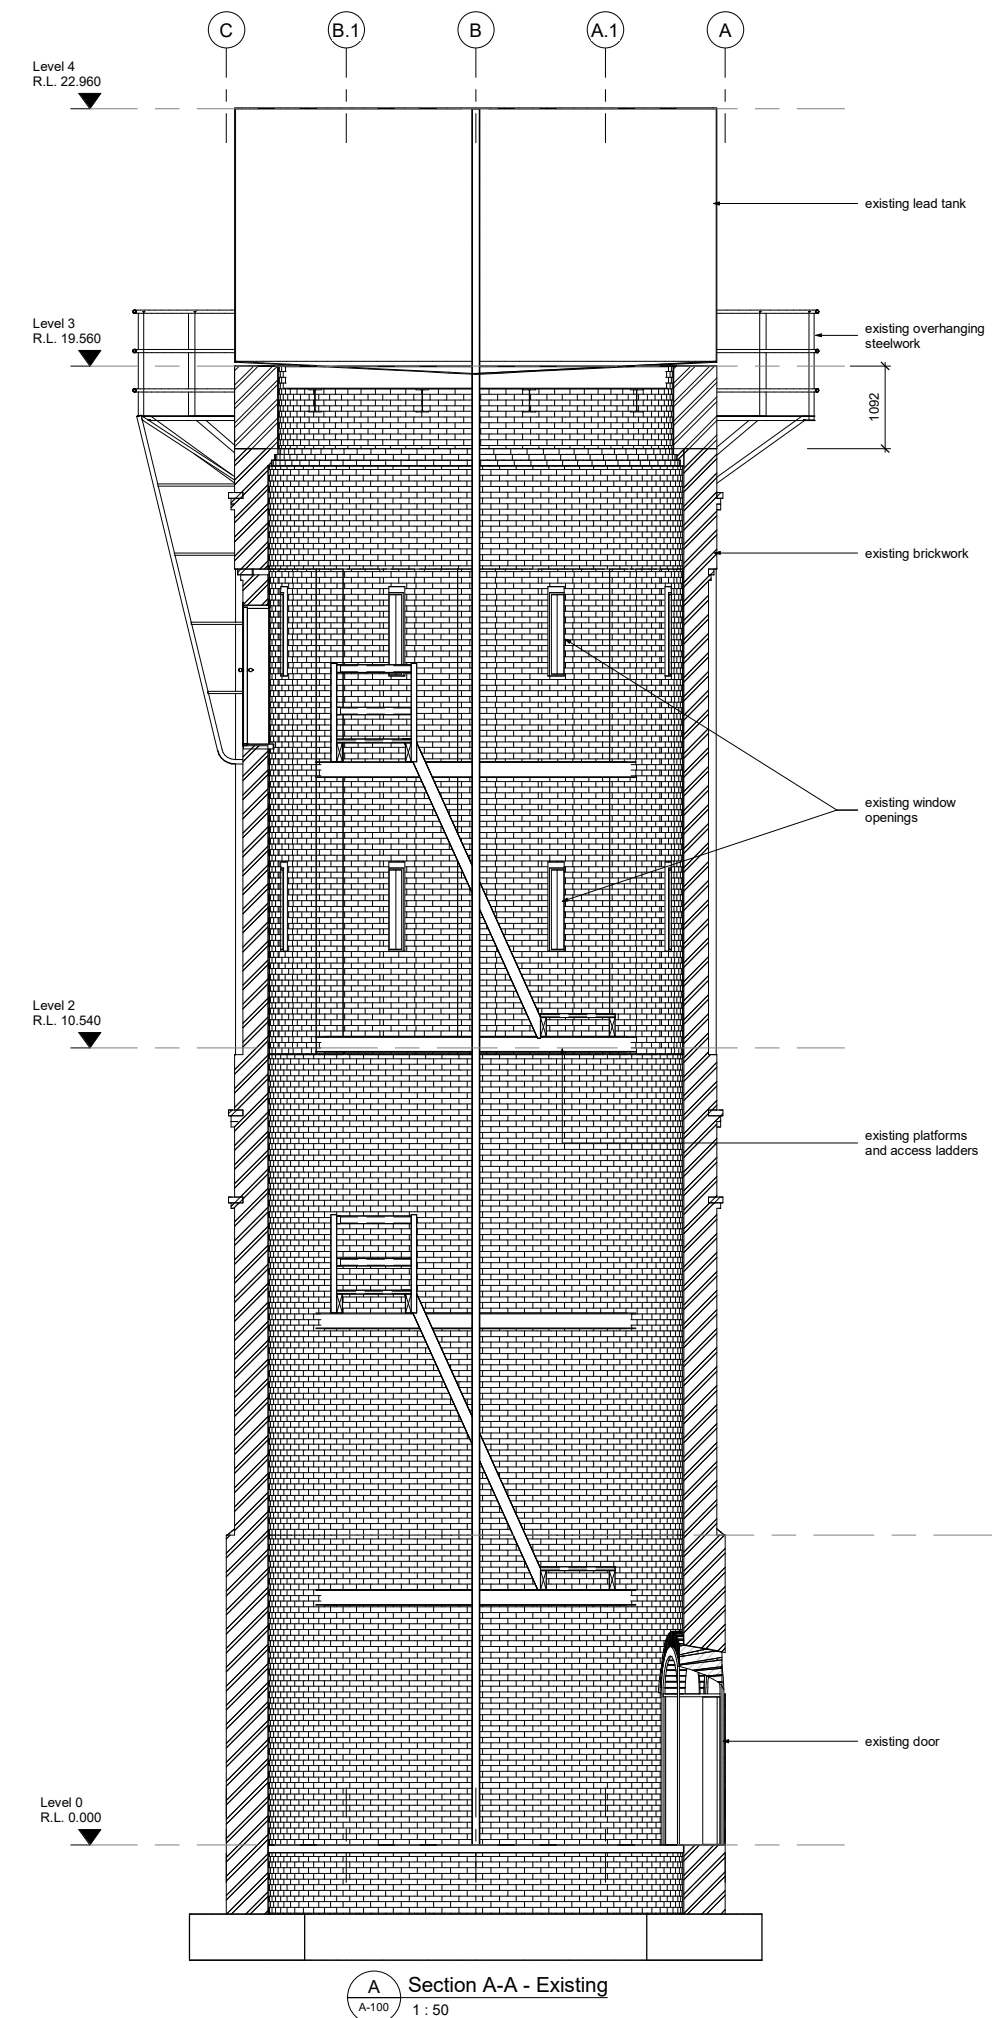 C
B.1
B
A.1
A
Level 4
R.L. 22.960
existing lead tank
Level 3
R.L. 19.560
existing overhanging
steelwork
1092
existing brickwork
existing window
openings
Level 2
R.L. 10.540
existing platforms
and access ladders
existing door
Level 0
R.L. 0.000
A
A-100
Section A-A - Existing
1 : 50